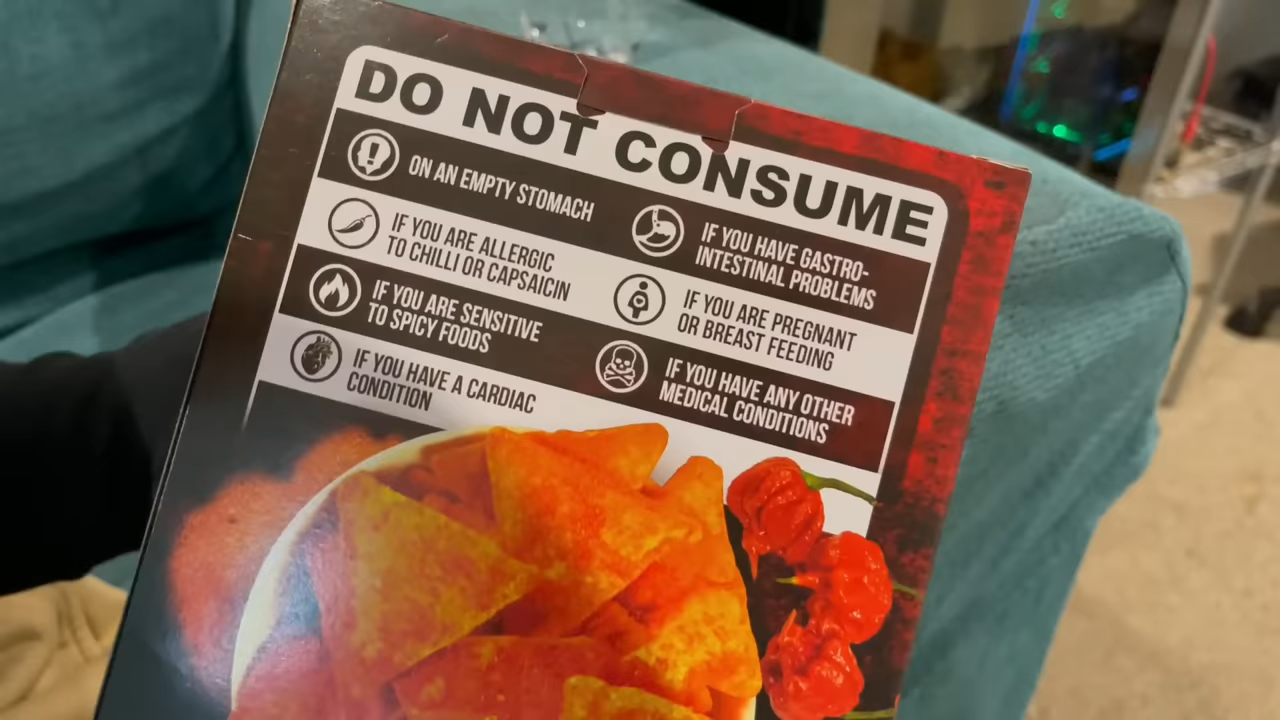 DO NOT CONSUME
ON AN EMPTY STOMACH
IF YOU ARE ALLERGIC
TO CHILLI OR CAPSAICIN
IF YOU ARE SENSITIVE
TO SPICY FOODS
IF YOU HAVE A CARDIAC
CONDITION
IF YOU HAVE GASTRO-
INTESTINAL PROBLEMS
IF YOU ARE PREGNANT
OR BREAST FEEDING
IF YOU HAVE ANY OTHER
MEDICAL CONDITIONS